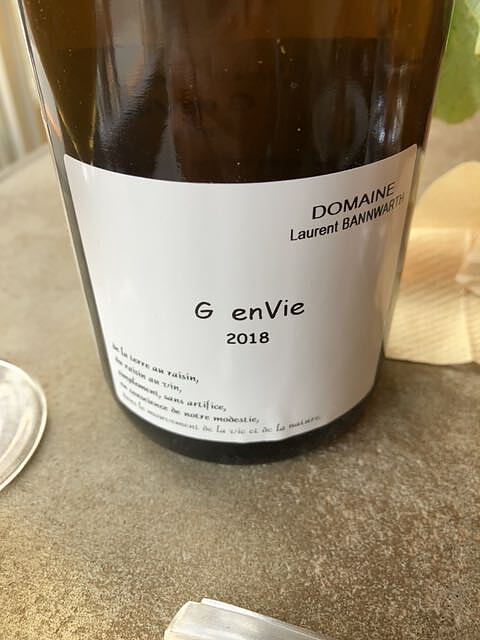 DOMAINE
Laurent BANNWARTH
G enVie
2018
de la terre au raisin,
du raisin au vin,
simplement, sans artifice,
en conscience de notre modestie,
dans le mouvement de la vie et de la nature.